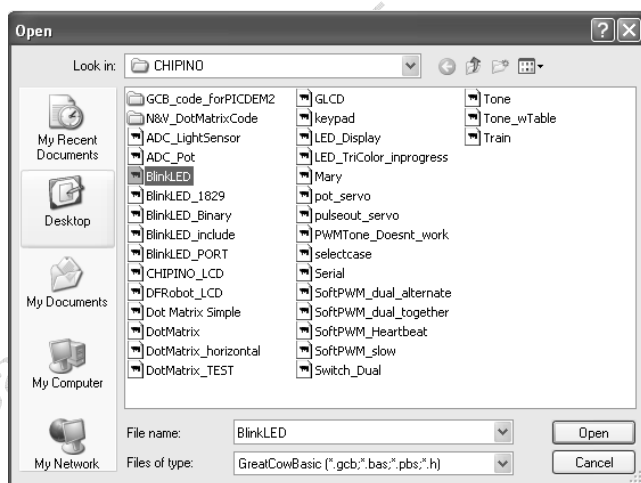 Open
Look in: CHIPINO
My Recent
Documents
Desktop
My Documents
My Computer
My Network
GCB_code_forPICDEM2
N&V_DotMatrixCode
ADC_LightSensor
ADC_Pot
BlinkLED
BlinkLED_1829
BlinkLED_Binary
BlinkLED_include
BlinkLED_PORT
CHIPINO_LCD
DFRobot_LCD
Dot Matrix Simple
DotMatrix
DotMatrix_horizontal
DotMatrix_TEST
GLCD
keypad
LED_Display
LED_TriColor_inprogress
Mary
pot_servo
pulseout_servo
PWMTone_Doesnt_work
selectcase
Serial
SoftPWM_dual_alternate
SoftPWM_dual_together
SoftPWM_Heartbeat
SoftPWM_slow
Switch_Dual
Tone
Tone_wTable
Train
File name: BlinkLED Open
Files of type: GreatCowBasic (*.gcb;*.bas;*.pbs;*.h) Cancel